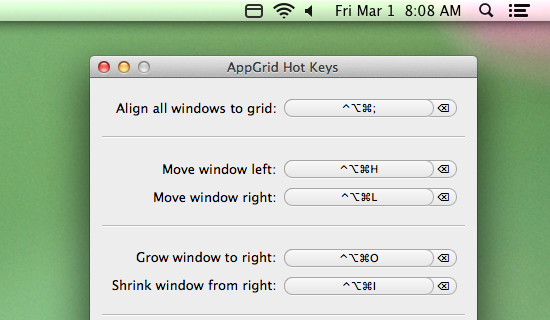 Fri Mar 1 8:08 AM
AppGrid Hot Keys
Align all windows to grid: ^⌥⌘;
Move window left: ^⌥⌘H
Move window right: ^⌥⌘L
Grow window to right: ^⌥⌘O
Shrink window from right: ^⌥⌘I